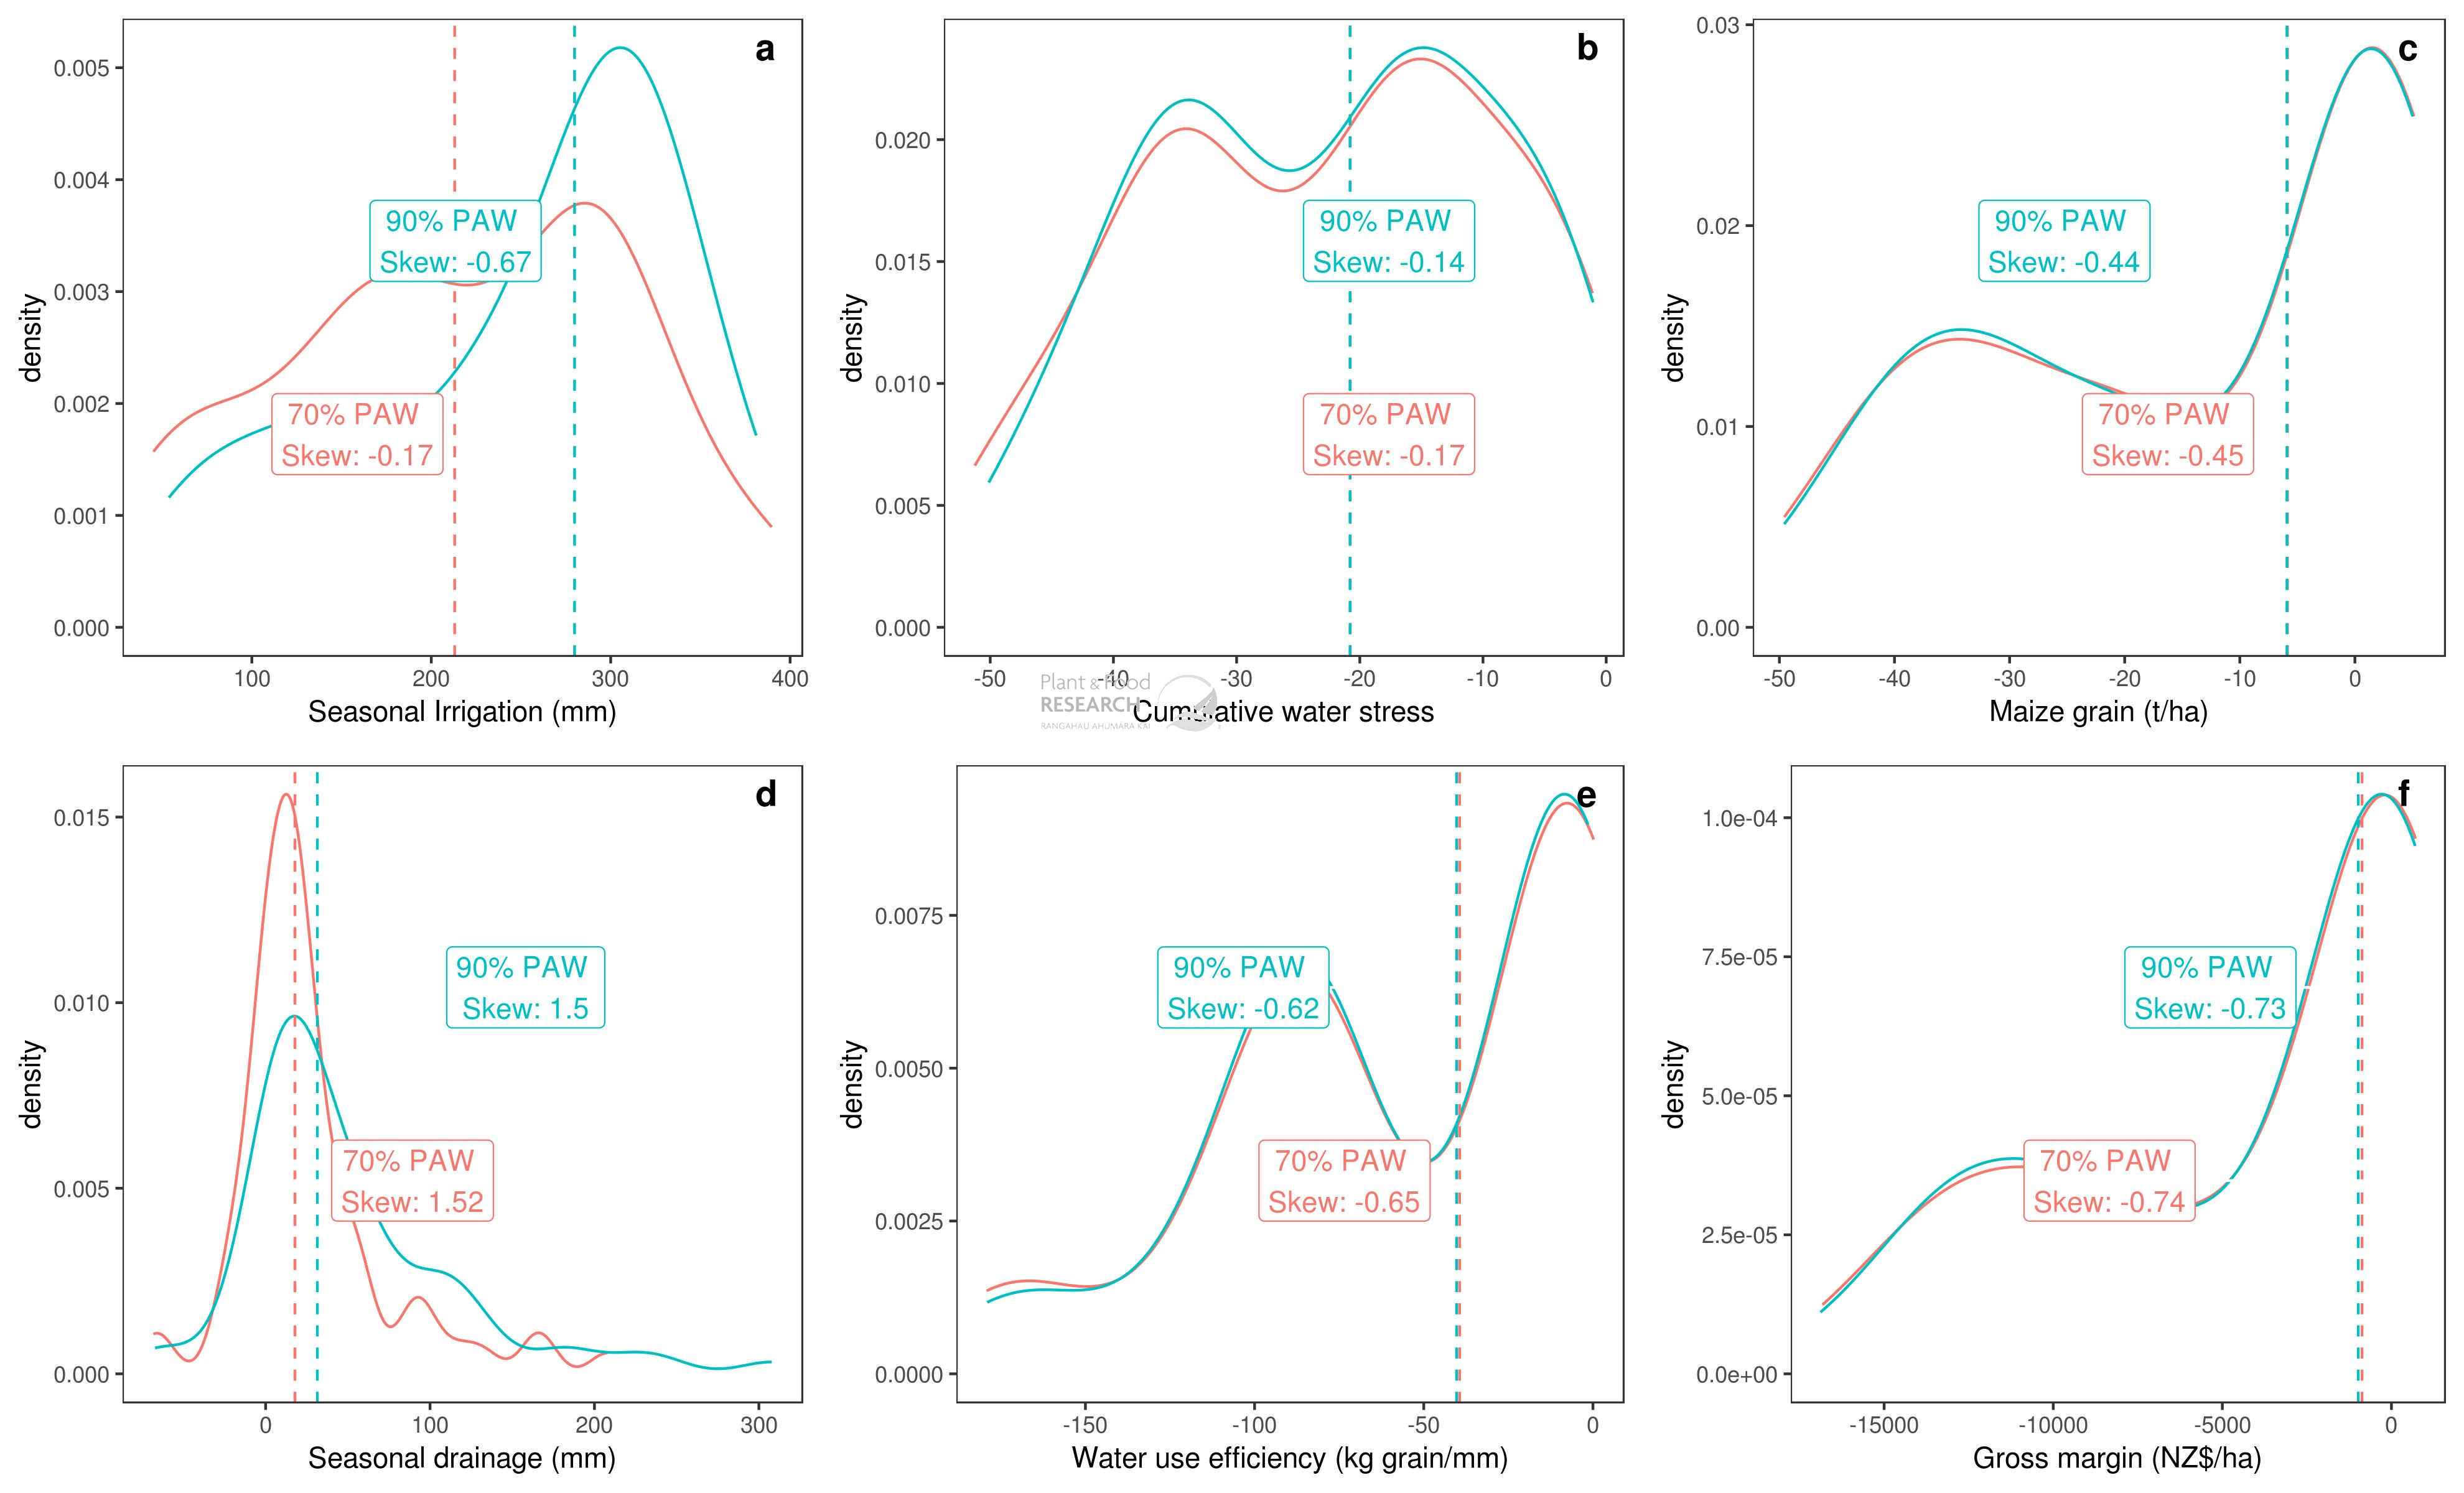 a
0.005
0.004
0.003
0.002
0.001
0.000
density
90% PAW
Skew: -0.67
70% PAW
Skew: -0.17
100 200 300 400
Seasonal Irrigation (mm)
b
0.020
0.015
0.010
0.005
0.000
density
90% PAW
Skew: -0.14
70% PAW
Skew: -0.17
-50 -40 -30 -20 -10 0
Cumulative water stress
Plant & Food
RESEARCH
RANGAHAU AHUMĀRA KAI
c
0.03
0.02
0.01
0.00
density
90% PAW
Skew: -0.44
70% PAW
Skew: -0.45
-50 -40 -30 -20 -10 0
Maize grain (t/ha)
d
0.015
0.010
0.005
0.000
density
90% PAW
Skew: 1.5
70% PAW
Skew: 1.52
0 100 200 300
Seasonal drainage (mm)
e
0.0075
0.0050
0.0025
0.0000
density
90% PAW
Skew: -0.62
70% PAW
Skew: -0.65
-150 -100 -50 0
Water use efficiency (kg grain/mm)
f
1.0e-04
7.5e-05
5.0e-05
2.5e-05
0.0e+00
density
90% PAW
Skew: -0.73
70% PAW
Skew: -0.74
-15000 -10000 -5000 0
Gross margin (NZ$/ha)